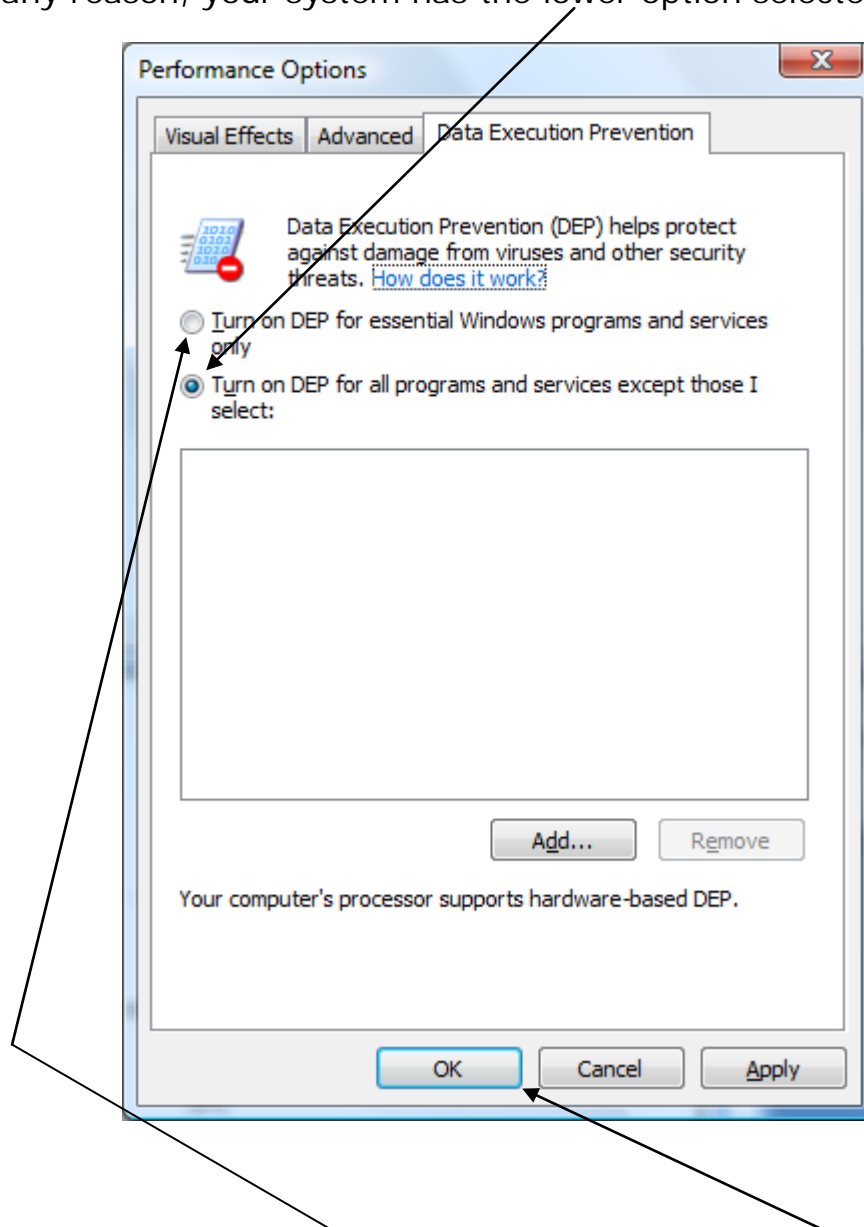 any reason, your system has the lower option
Performance Options
Visual Effects Advanced Data Execution Prevention
Data Execution Prevention (DEP) helps protect
against damage from viruses and other security
threats. How does it work?
Turn on DEP for essential Windows programs and services
only
Turn on DEP for all programs and services except those I
select:
Add... Remove
Your computer's processor supports hardware-based DEP.
OK Cancel Apply